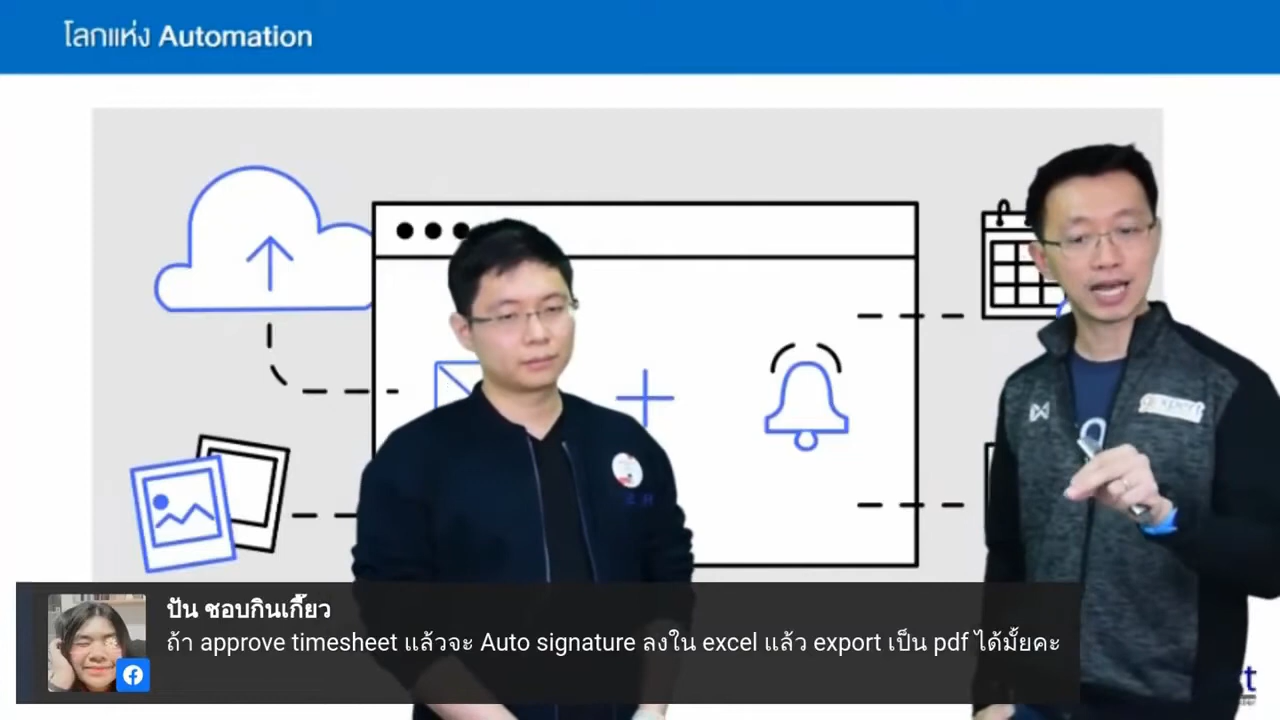 โลกแห่ง Automation
ปัน ชอบกินเกี๊ยว
ถ้า approve timesheet แล้วจะ Auto signature ลงใน excel แล้ว export เป็น pdf ได้มั้ยคะ